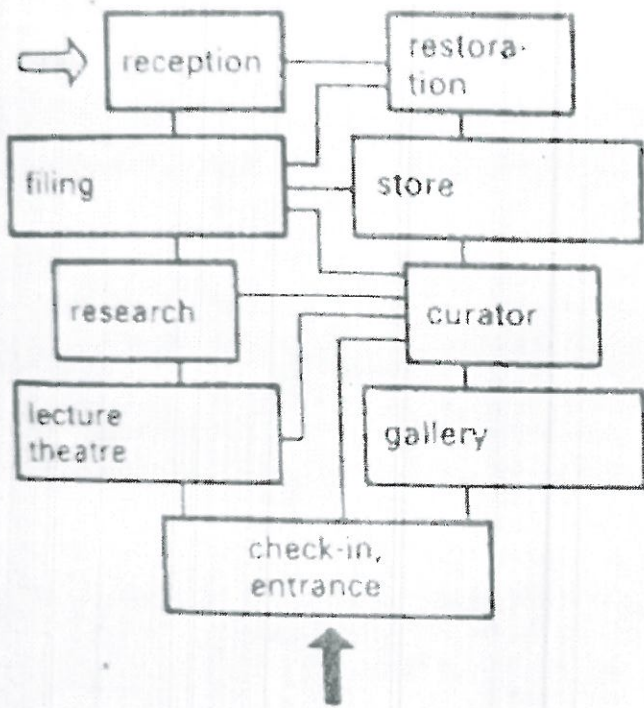 reception
restora-
tion
filing
store
research
curator
lecture
theatre
gallery
check-in,
entrance